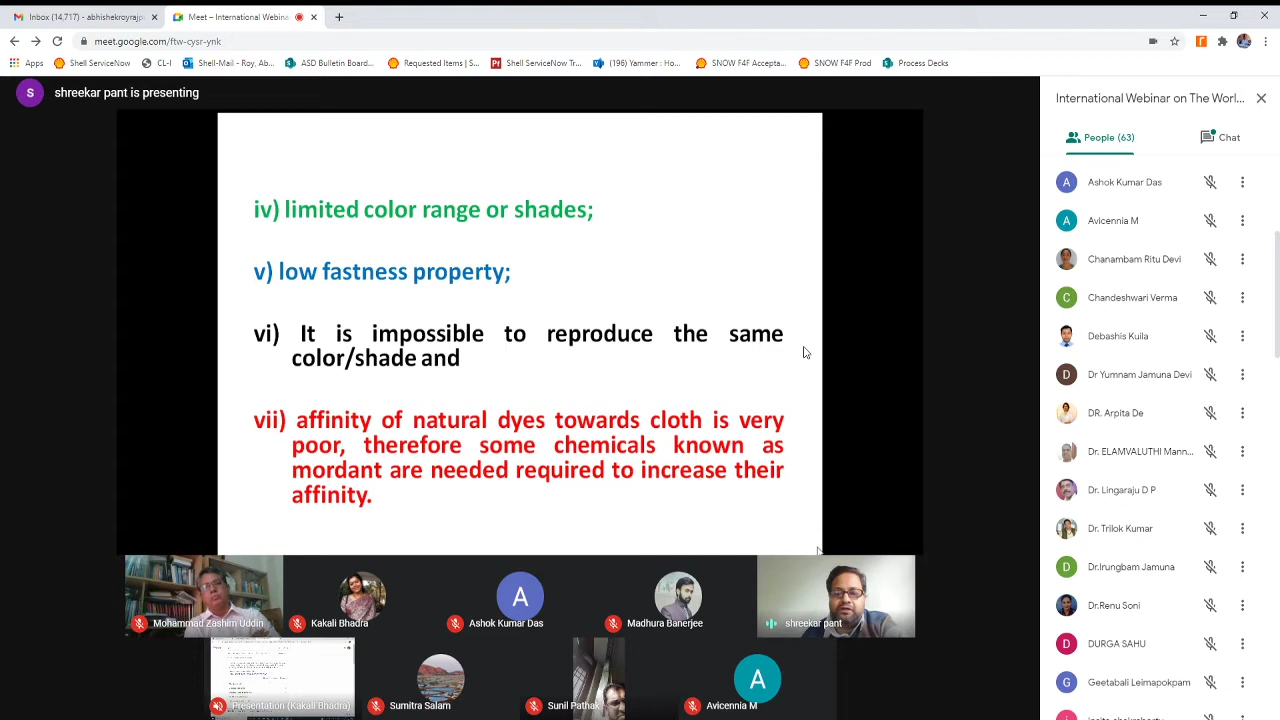 Inbox (14,717) - abhishekroyrajp
Meet – International Webina
meet.google.com/ftw-cysr-ynk
Apps
Shell ServiceNow
CL-I
Shell-Mail - Roy, Ab...
ASD Bulletin Board...
Requested Items | S...
Shell ServiceNow Tr...
(196) Yammer : Ho...
SNOW F4F Accepta...
SNOW F4F Prod
Process Decks
S
shreekar pant is presenting
International Webinar on The Worl...
People (63)
Chat
iv) limited color range or shades;
v) low fastness property;
vi) It is impossible to reproduce the same
color/shade and
vii) affinity of natural dyes towards cloth is very
poor, therefore some chemicals known as
mordant are needed required to increase their
affinity.
A Ashok Kumar Das
A Avicennia M
Chanambam Ritu Devi
C Chandeshwari Verma
Debashis Kuila
D Dr Yumnam Jamuna Devi
DR. Arpita De
Dr. ELAMVALUTHI Mann...
Dr. Lingaraju D P
Dr. Trilok Kumar
D Dr.Irungbam Jamuna
Dr.Renu Soni
D DURGA SAHU
G Geetabali Leimapokpam
Mohammad Zashim Uddin
Kakali Bhadra
A
Ashok Kumar Das
Madhura Banerjee
shreekar pant
Presentation (Kakali Bhadra)
Sumitra Salam
Sunil Pathak
A
Avicennia M